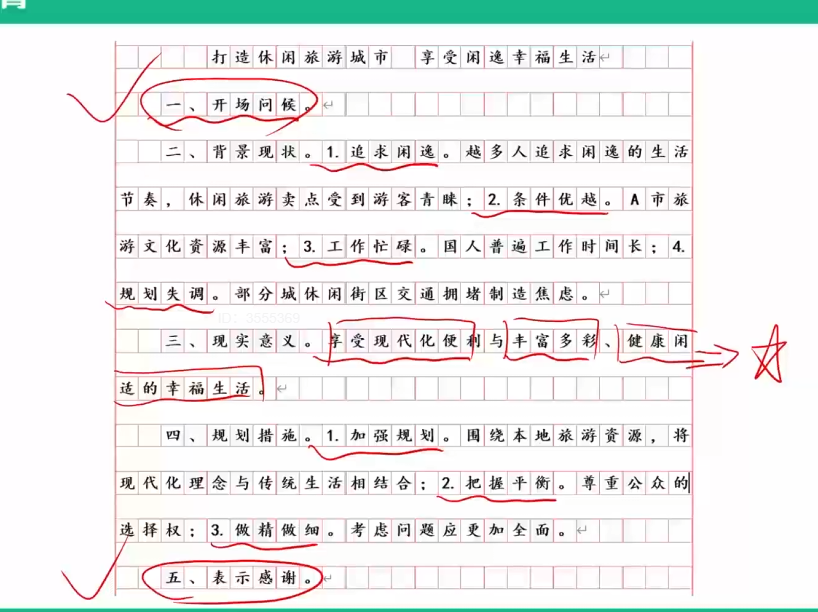 育
打造休闲旅游城市 享受闲逸幸福生活
一、开场问候。
二、背景现状。1.追求闲逸。越多人追求闲逸的生活
节奏，休闲旅游卖点受到游客青睐；2.条件优越。A市旅
游文化资源丰富；3.工作忙碌。国人普遍工作时间长；4.
规划失调。部分城休闲街区交通拥堵制造焦虑。
ID：3555369
三、现实意义。享受现代化便利与丰富多彩、健康闲
适的幸福生活。
四、规划措施。1.加强规划。围绕本地旅游资源，将
现代化理念与传统生活相结合；2.把握平衡。尊重公众的
选择权；3.做精做细。考虑问题应更加全面。
五、表示感谢。